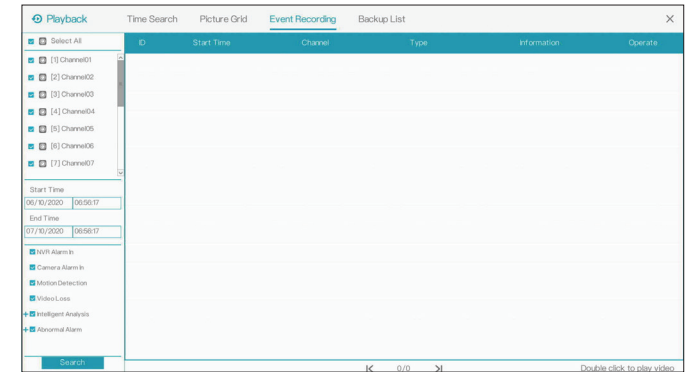 Playback Time Search Picture Grid Event Recording Backup List
Select All ID Start Time Channel Type Information Operate
[1] Channel01
[2] Channel02
[3] Channel03
[4] Channel04
[5] Channel05
[6] Channel06
[7] Channel07
Start Time
06/10/2020 06:56:17
End Time
07/10/2020 06:56:17
NVR Alarm In
Camera Alarm In
Motion Detection
Video Loss
Intelligent Analysis
Abnormal Alarm
Search 0/0 Double click to play video